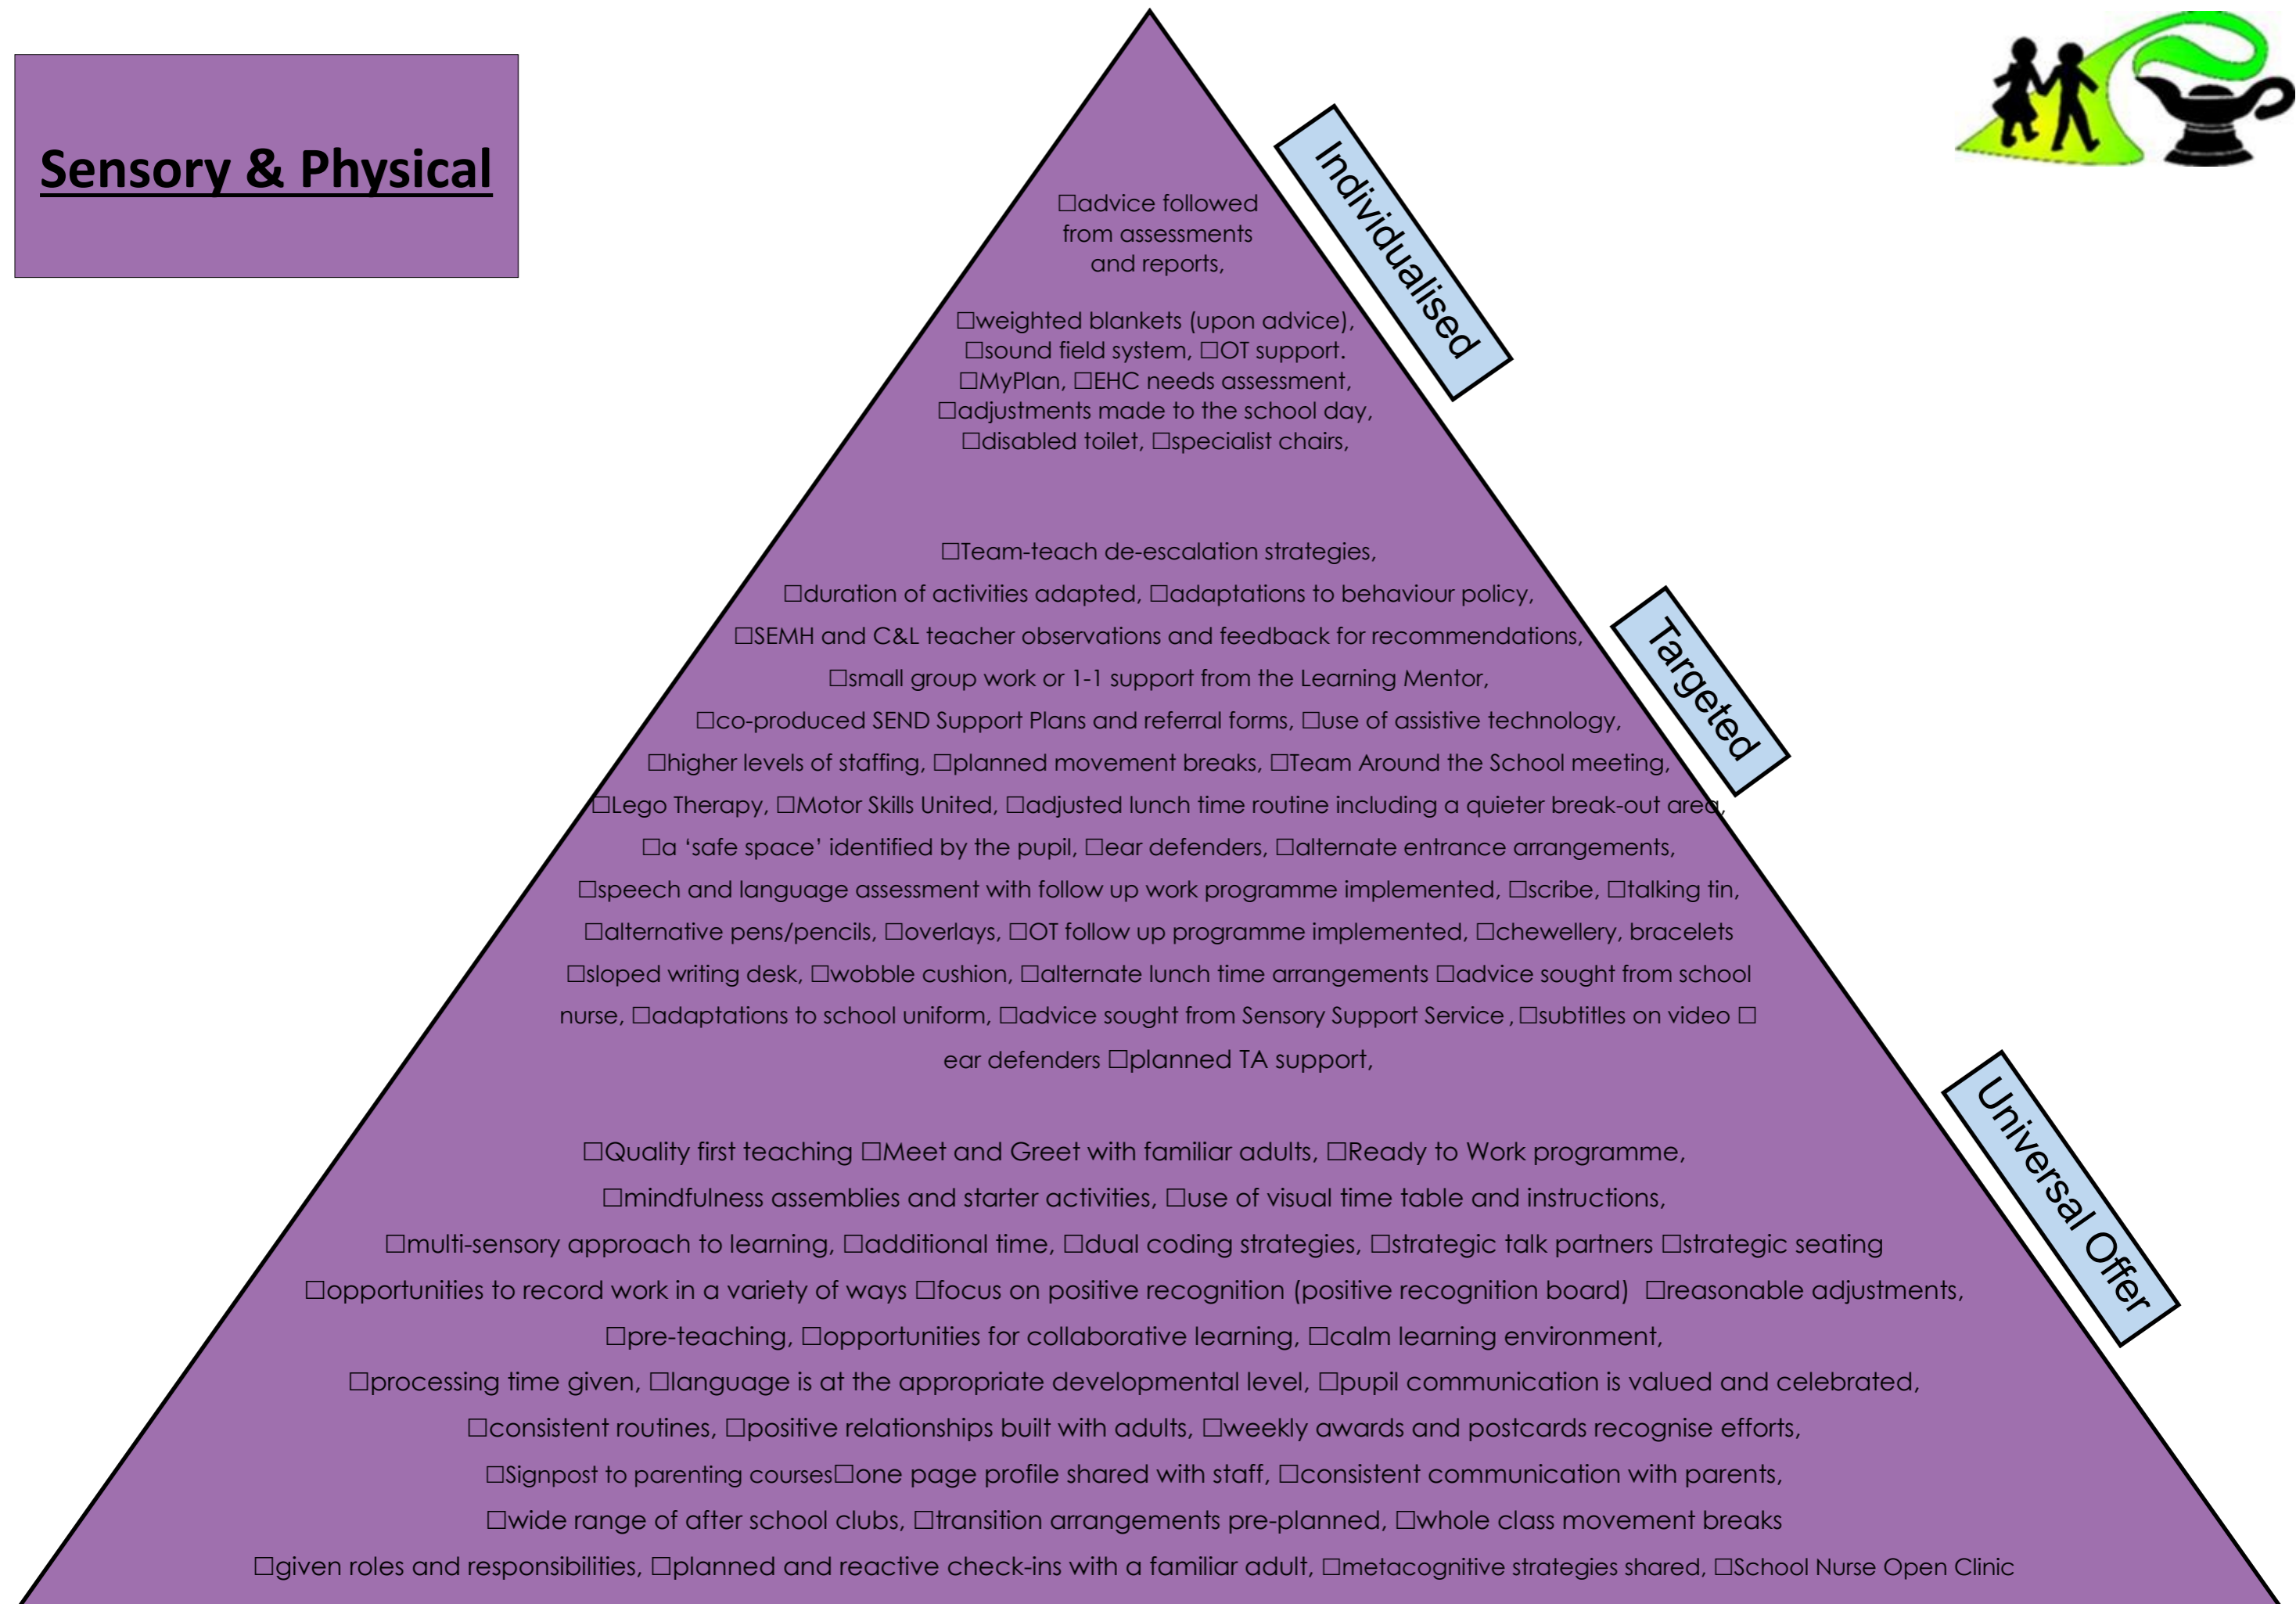 Sensory & Physical
Individualised
☐advice followed
from assessments
and reports,
☐weighted blankets (upon advice),
☐sound field system, ☐OT support.
☐MyPlan, ☐EHC needs assessment,
☐adjustments made to the school day,
☐disabled toilet, ☐specialist chairs,
Targeted
☐Team-teach de-escalation strategies,
☐duration of activities adapted, ☐adaptations to behaviour policy,
☐SEMH and C&L teacher observations and feedback for recommendations,
☐small group work or 1-1 support from the Learning Mentor,
☐co-produced SEND Support Plans and referral forms, ☐use of assistive technology,
☐higher levels of staffing, ☐planned movement breaks, ☐Team Around the School meeting,
☐Lego Therapy, ☐Motor Skills United, ☐adjusted lunch time routine including a quieter break-out area,
☐a ‘safe space’ identified by the pupil, ☐ear defenders, ☐alternate entrance arrangements,
☐speech and language assessment with follow up work programme implemented, ☐scribe, ☐talking tin,
☐alternative pens/pencils, ☐overlays, ☐OT follow up programme implemented, ☐chewellery, bracelets
☐sloped writing desk, ☐wobble cushion, ☐alternate lunch time arrangements ☐advice sought from school
nurse, ☐adaptations to school uniform, ☐advice sought from Sensory Support Service , ☐subtitles on video ☐
ear defenders ☐planned TA support,
Universal Offer
☐Quality first teaching ☐Meet and Greet with familiar adults, ☐Ready to Work programme,
☐mindfulness assemblies and starter activities, ☐use of visual time table and instructions,
☐multi-sensory approach to learning, ☐additional time, ☐dual coding strategies, ☐strategic talk partners ☐strategic seating
☐opportunities to record work in a variety of ways ☐focus on positive recognition (positive recognition board) ☐reasonable adjustments,
☐pre-teaching, ☐opportunities for collaborative learning, ☐calm learning environment,
☐processing time given, ☐language is at the appropriate developmental level, ☐pupil communication is valued and celebrated,
☐consistent routines, ☐positive relationships built with adults, ☐weekly awards and postcards recognise efforts,
☐Signpost to parenting courses☐one page profile shared with staff, ☐consistent communication with parents,
☐wide range of after school clubs, ☐transition arrangements pre-planned, ☐whole class movement breaks
☐given roles and responsibilities, ☐planned and reactive check-ins with a familiar adult, ☐metacognitive strategies shared, ☐School Nurse Open Clinic